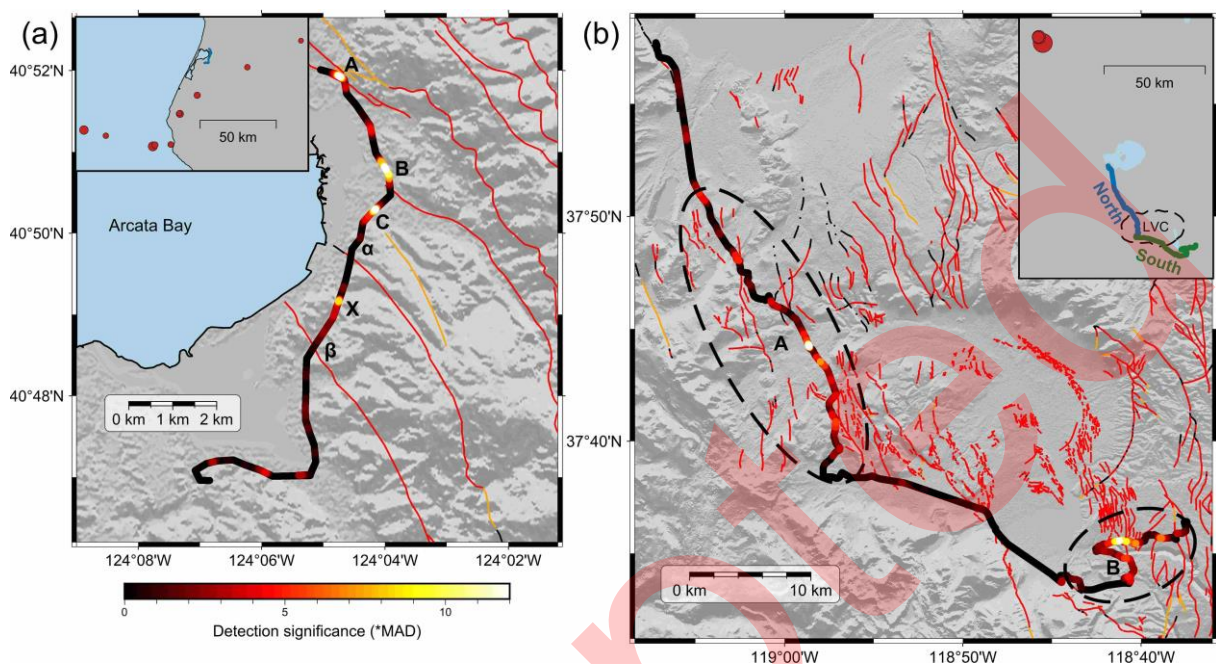 (a)
50 km
40°52'N
40°50'N
40°48'N
Arcata Bay
A
B
C
α
X
β
0 km 1 km 2 km
124°08'W 124°06'W 124°04'W 124°02'W
0 5 10
Detection significance (*MAD)
(b)
50 km
North
LVC
South
37°50'N
37°40'N
A
B
0 km 10 km
119°00'W 118°50'W 118°40'W